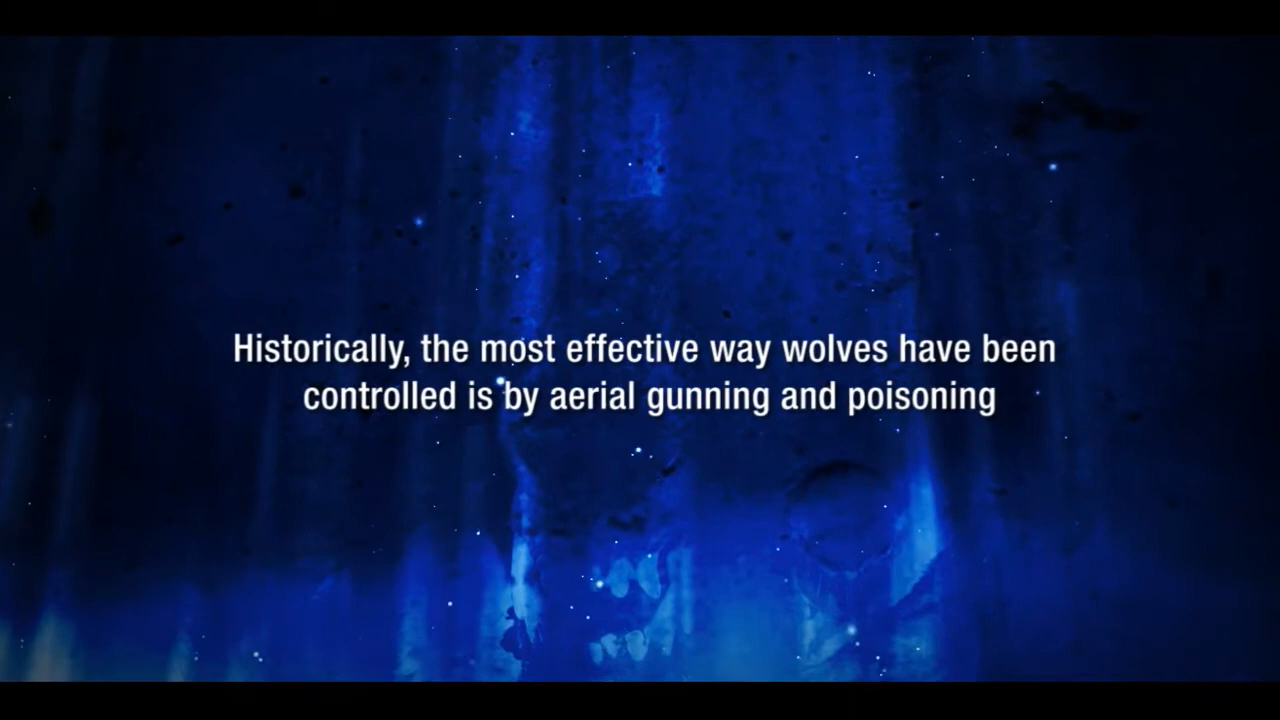 Historically, the most effective way wolves have been
controlled is by aerial gunning and poisoning